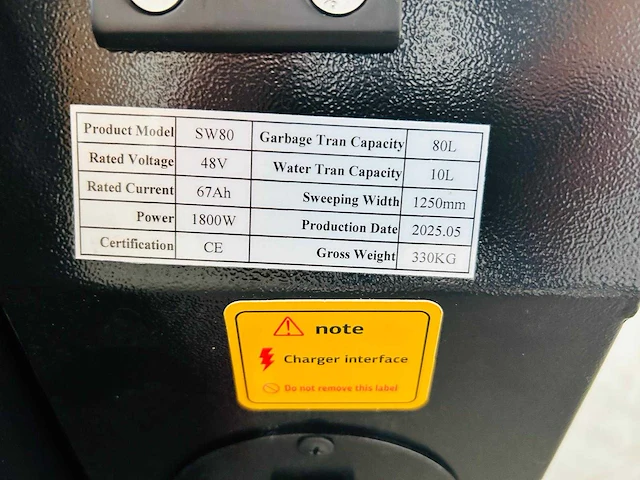 Product Model SW80 Garbage Tran Capacity 80L
Rated Voltage 48V Water Tran Capacity 10L
Rated Current 67Ah Sweeping Width 1250mm
Power 1800W Production Date 2025.05
Certification CE Gross Weight 330KG
note
Charger interface
Do not remove this label